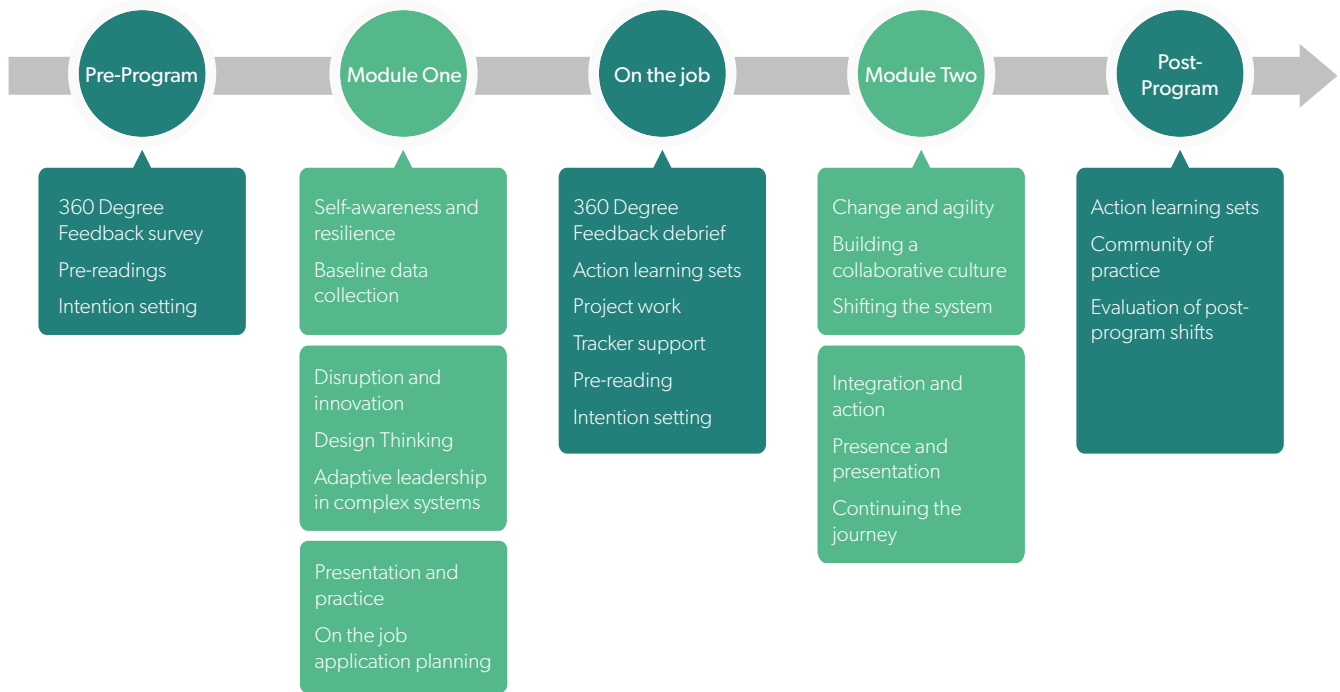 Pre-Program
Module One
On the job
Module Two
Post-
Program
360 Degree
Feedback survey
Pre-readings
Intention setting
Self-awareness and
resilience
Baseline data
collection
Disruption and
innovation
Design Thinking
Adaptive leadership
in complex systems
Presentation and
practice
On the job
application planning
360 Degree
Feedback debrief
Action learning sets
Project work
Tracker support
Pre-reading
Intention setting
Change and agility
Building a
collaborative culture
Shifting the system
Integration and
action
Presence and
presentation
Continuing the
journey
Action learning sets
Community of
practice
Evaluation of post-
program shifts